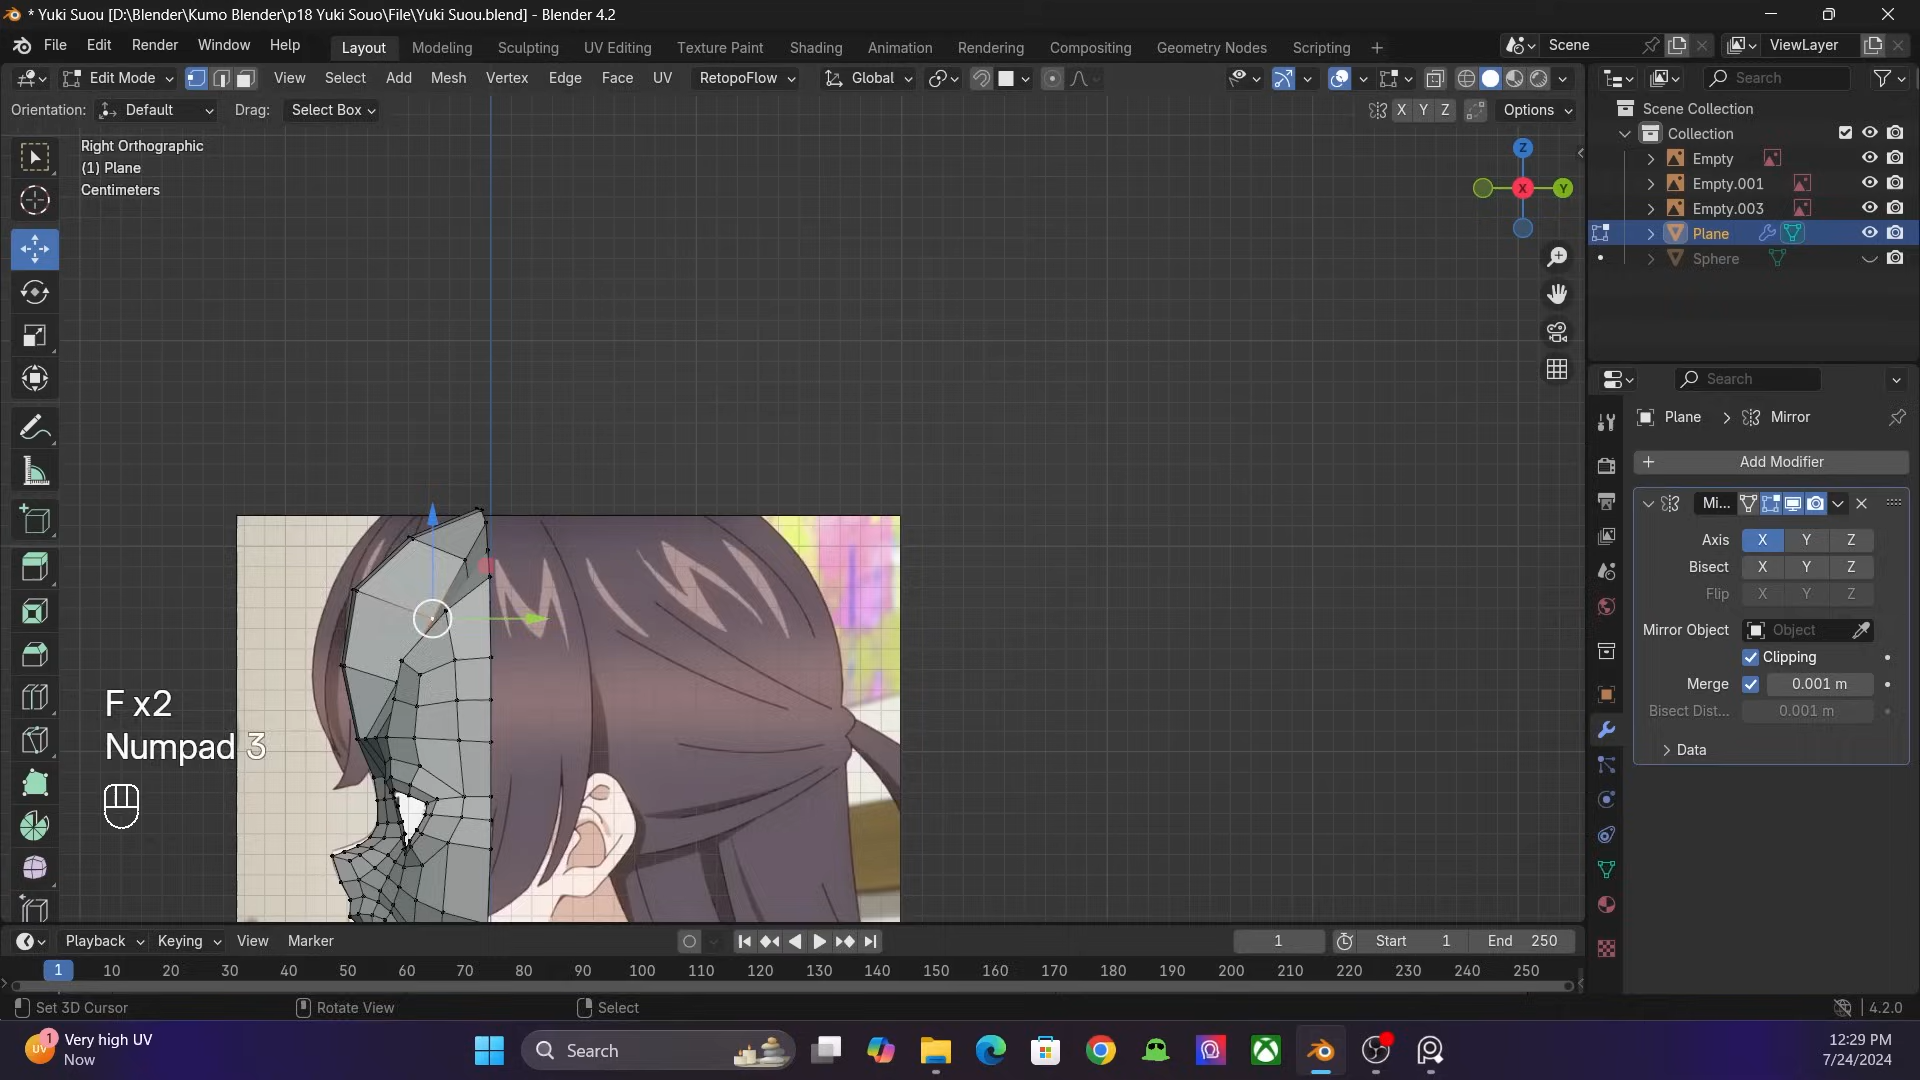 * Yuki Suou [D:\Blender\Kumo Blender\p18 Yuki Souo\File\Yuki Suou.blend] - Blender 4.2
File Edit Render Window Help
Layout Modeling Sculpting UV Editing Texture Paint Shading Animation Rendering Compositing Geometry Nodes Scripting +
Scene
ViewLayer
Edit Mode View Select Add Mesh Vertex Edge Face UV RetopoFlow Global
Search
Orientation: Default Drag: Select Box
X Y Z Options
Right Orthographic
(1) Plane
Centimeters
Z
X
Y
Scene Collection
Collection
Empty
Empty.001
Empty.003
Plane
Sphere
Search
Plane > Mirror
+ Add Modifier
Mi...
Axis X Y Z
Bisect X Y Z
Flip X Y Z
Mirror Object Object
Clipping
Merge 0.001 m
Bisect Dist... 0.001 m
Data
F x2
Numpad 3
Playback Keying View Marker
1 Start 1 End 250
1 10 20 30 40 50 60 70 80 90 100 110 120 130 140 150 160 170 180 190 200 210 220 230 240 250
Set 3D Cursor Rotate View Select
4.2.0
1
UV
Very high UV
Now
Search
12:29 PM
7/24/2024